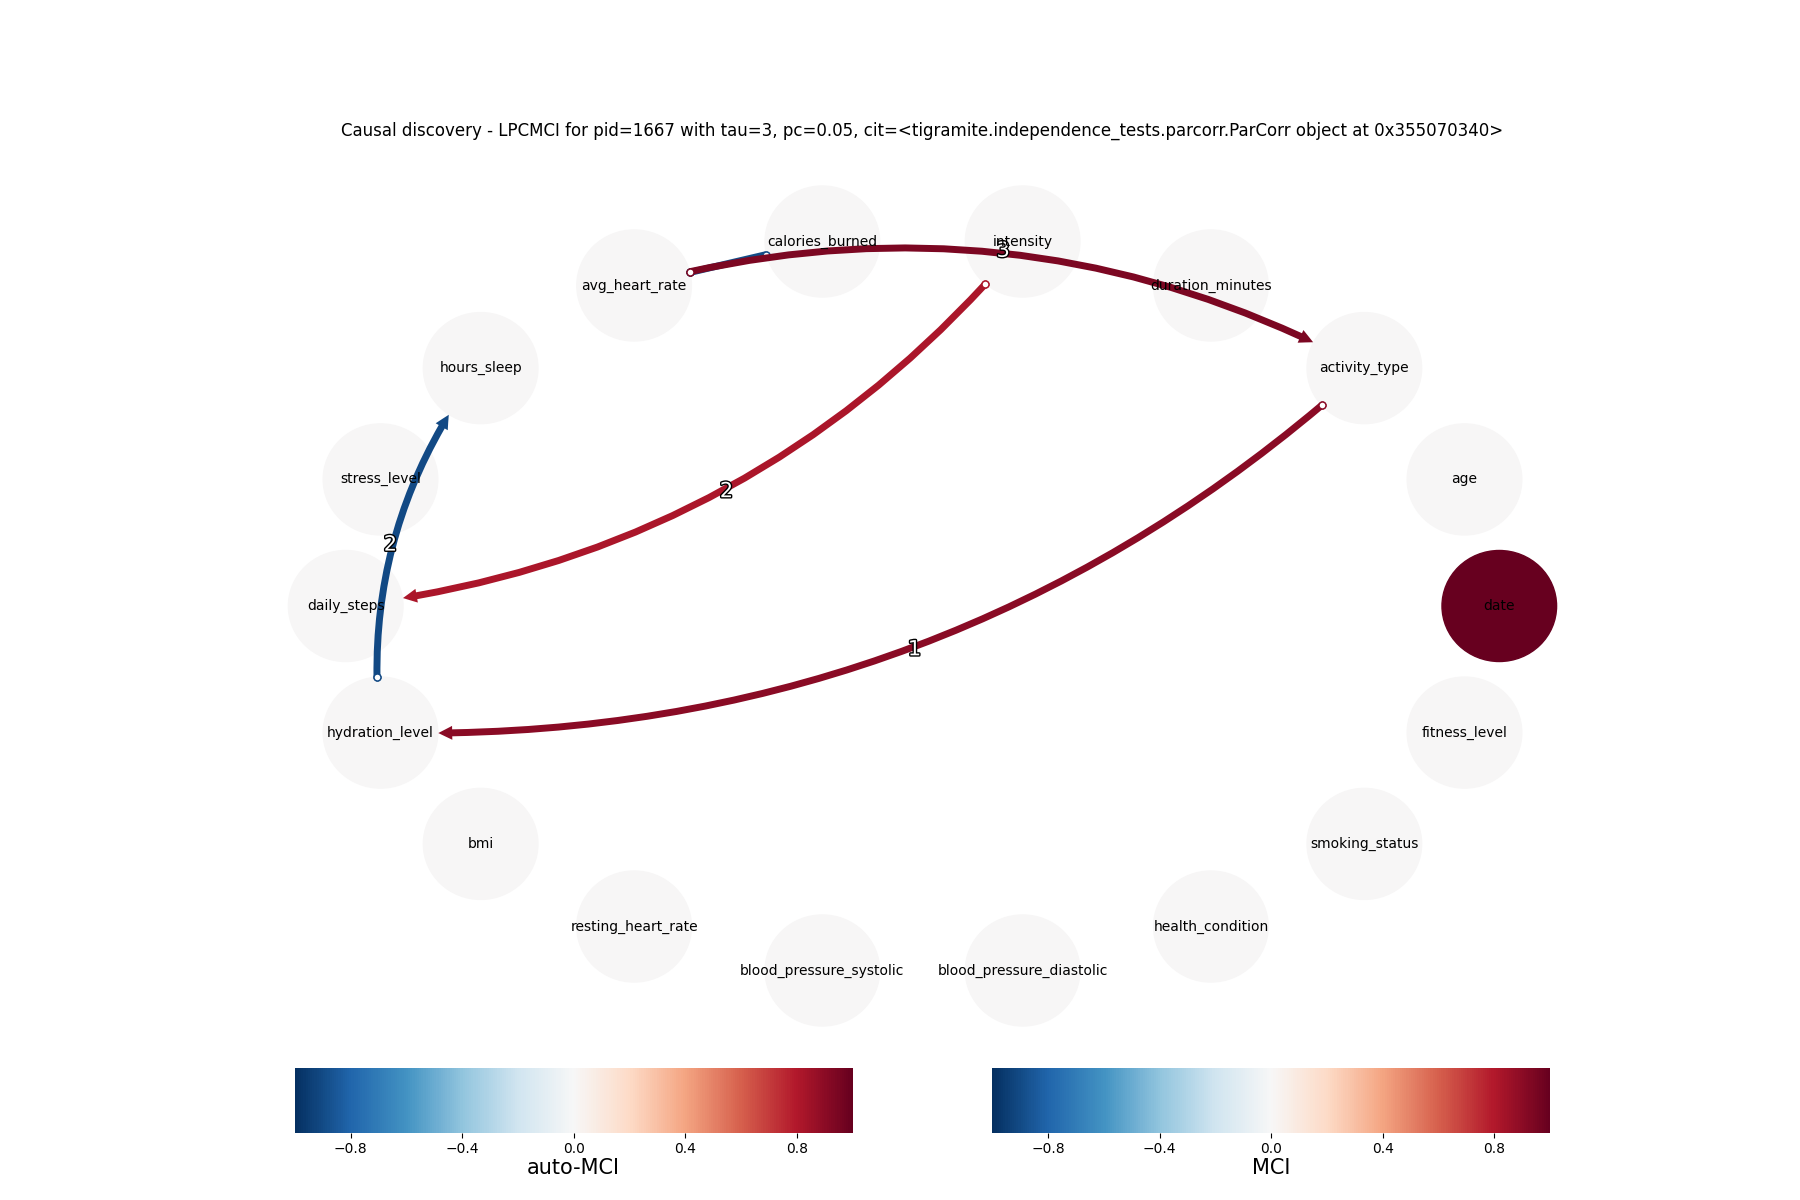 Causal discovery - LPCMCI for pid=1667 with tau=3, pc=0.05, cit=<tigramite.independence_tests.parcorr.ParCorr object at 0x355070340>
calories_burned
intensity
3
avg_heart_rate
duration_minutes
hours_sleep
activity_type
stress_level
age
2
2
daily_steps
date
1
hydration_level
fitness_level
bmi
smoking_status
resting_heart_rate
health_condition
blood_pressure_systolic
blood_pressure_diastolic
−0.8 −0.4 0.0 0.4 0.8
auto-MCI
−0.8 −0.4 0.0 0.4 0.8
MCI